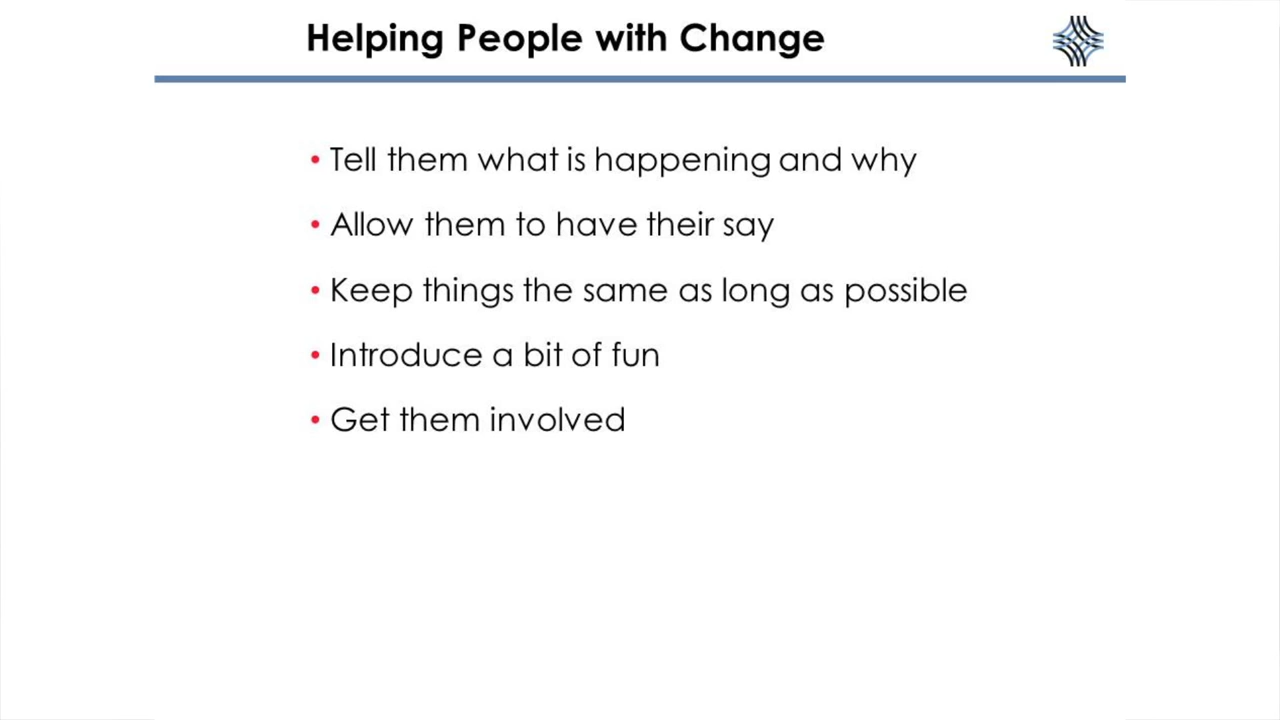 Helping People with Change
• Tell them what is happening and why
• Allow them to have their say
• Keep things the same as long as possible
• Introduce a bit of fun
• Get them involved